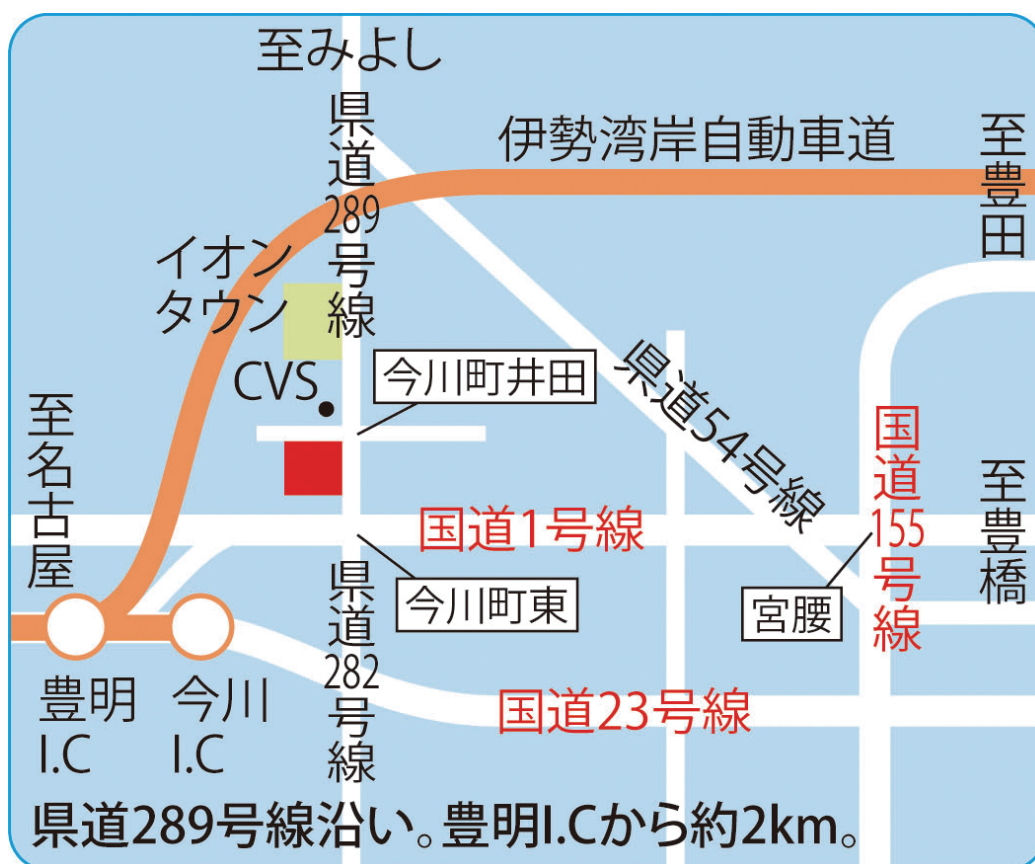 至みよし
県道289号線
伊勢湾岸自動車道
至豊田
イオン
タウン
CVS
今川町井田
県道54号線
至名古屋
国道1号線
国道155号線
至豊橋
今川町東
宮腰
県道282号線
豊明
I.C
今川
I.C
国道23号線
県道289号線沿い。豊明I.Cから約2km。